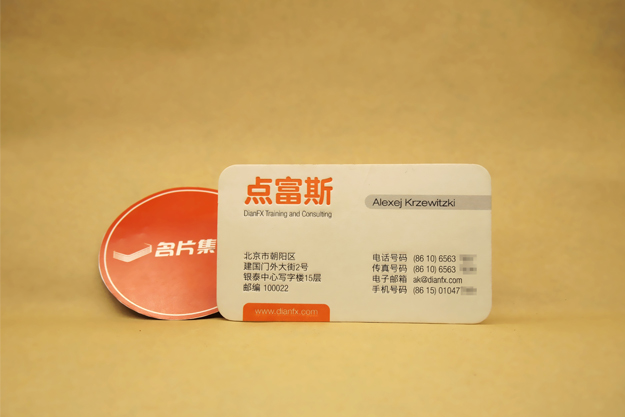 名片集
点富斯
DianFX Training and Consulting
Alexej Krzewitzki
北京市朝阳区
建国门外大街2号
银泰中心写字楼15层
邮编 100022
电话号码 (86 10) 6563
传真号码 (86 10) 6563
电子邮箱 ak@dianfx.com
手机号码 (86 15) 01047
www.dianfx.com